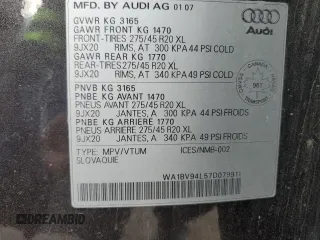 MFD. BY AUDI AG 01 07
GVWR KG 3165
GAWR FRONT KG 1470
FRONT-TIRES 275/45 R20 XL
9JX20 RIMS, AT 300 KPA 44 PSI COLD
GAWR REAR KG 1770
REAR-TIRES 275/45 R20 XL
9JX20 RIMS, AT 340 KPA 49 PSI COLD
Audi
PNVB KG 3165
PNBE KG AVANT 1470
PNEUS AVANT 275/45 R20 XL
9JX20 JANTES, A 300 KPA 44 PSI FROIDS
PNBE KG ARRIERE 1770
PNEUS ARRIERE 275/45 R20 XL
9JX20 JANTES, A 340 KPA 49 PSI FROIDS
TYPE: MPV/VTUM ICES/NMB-002
SLOVAQUIE
WA1BV94L57D073911
DREAMBID